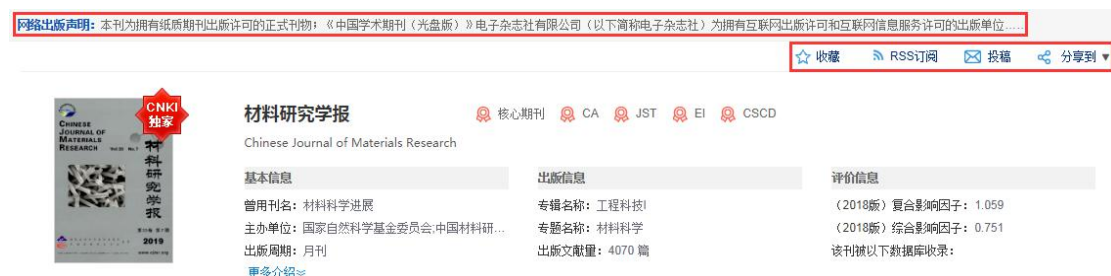 网络出版声明：本刊为拥有纸质期刊出版许可的正式刊物；《中国学术期刊（光盘版）》电子杂志社有限公司（以下简称电子杂志社）为拥有互联网出版许可和互联网信息服务许可的出版单位......
收藏 RSS订阅 投稿 分享到
CNKI
独家
CHINESE
JOURNAL OF
MATERIALS
RESEARCH
材料研究学报
2019
材料研究学报 核心期刊 CA JST EI CSCD
Chinese Journal of Materials Research
基本信息 出版信息 评价信息
曾用刊名：材料科学进展 专辑名称：工程科技I （2018版）复合影响因子：1.059
主办单位：国家自然科学基金委员会;中国材料研... 专题名称：材料科学 （2018版）综合影响因子：0.751
出版周期：月刊 出版文献量：4070 篇 该刊被以下数据库收录：
更多介绍